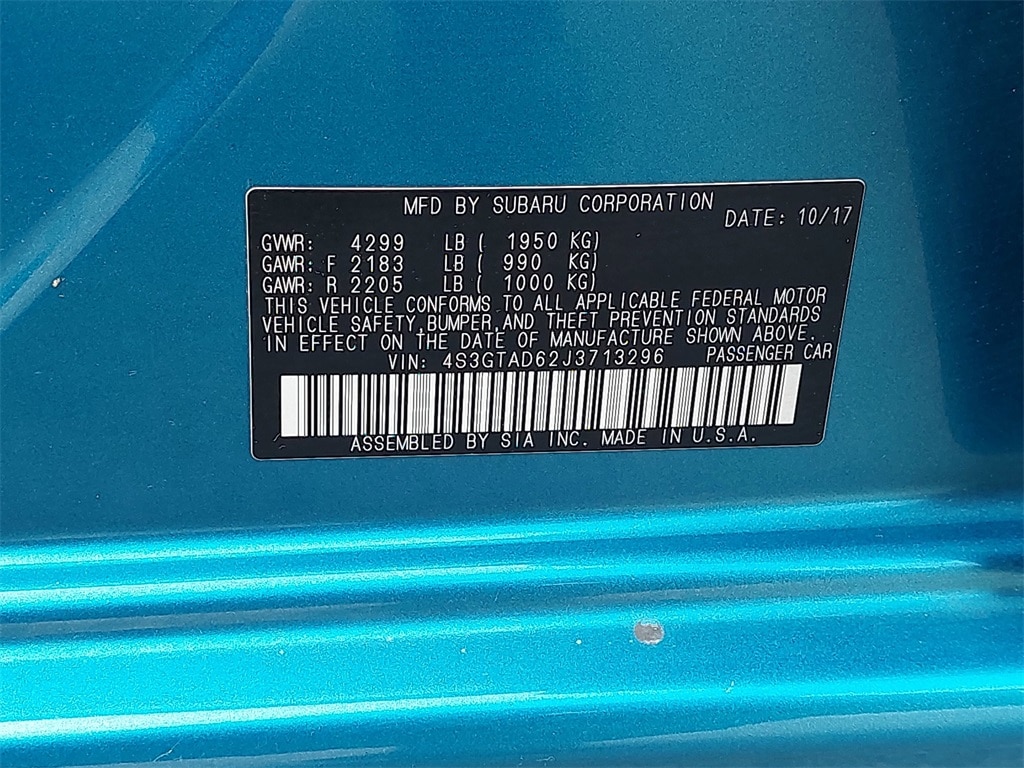 MFD BY SUBARU CORPORATION
DATE: 10/17
GVWR: 4299 LB ( 1950 KG)
GAWR: F 2183 LB ( 990 KG)
GAWR: R 2205 LB ( 1000 KG)
THIS VEHICLE CONFORMS TO ALL APPLICABLE FEDERAL MOTOR
VEHICLE SAFETY, BUMPER, AND THEFT PREVENTION STANDARDS
IN EFFECT ON THE DATE OF MANUFACTURE SHOWN ABOVE.
VIN: 4S3GTAD62J3713296 PASSENGER CAR
ASSEMBLED BY SIA INC. MADE IN U.S.A.